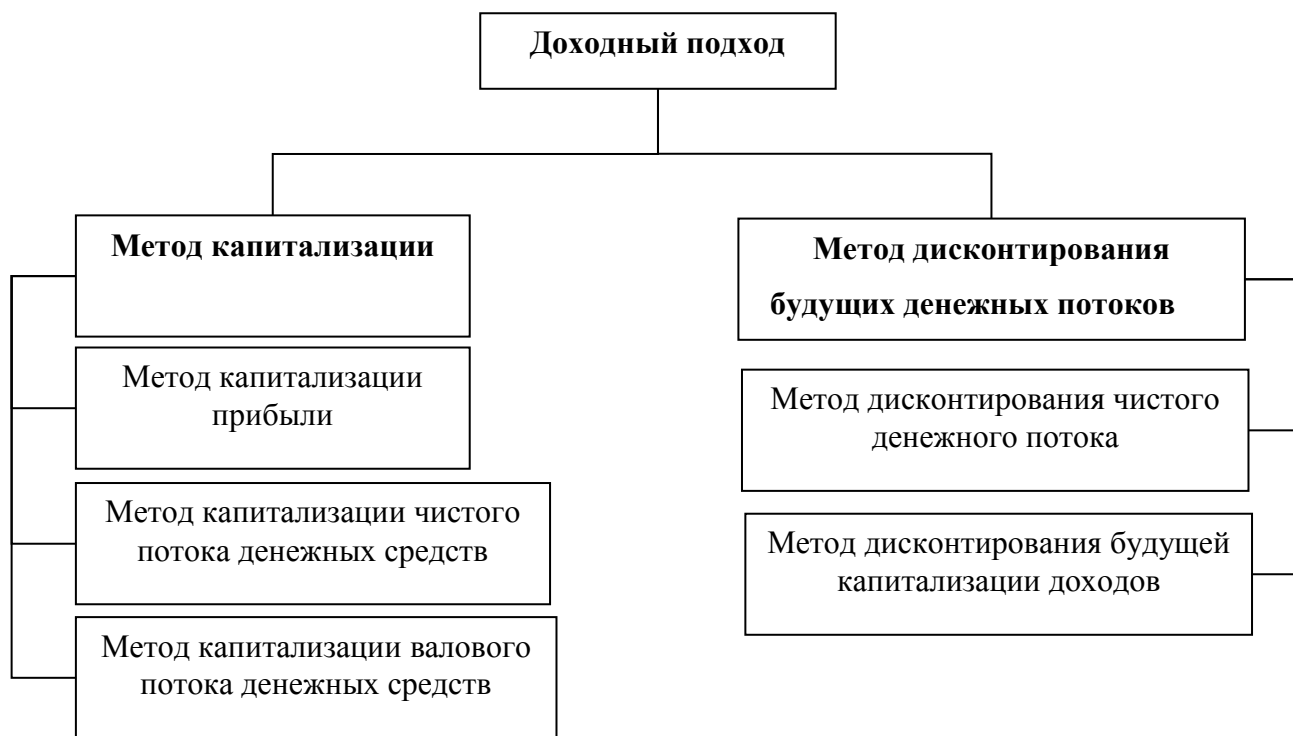 Доходный подход
Метод капитализации
Метод капитализации
прибыли
Метод капитализации чистого
потока денежных средств
Метод капитализации валового
потока денежных средств
Метод дисконтирования
будущих денежных потоков
Метод дисконтирования чистого
денежного потока
Метод дисконтирования будущей
капитализации доходов